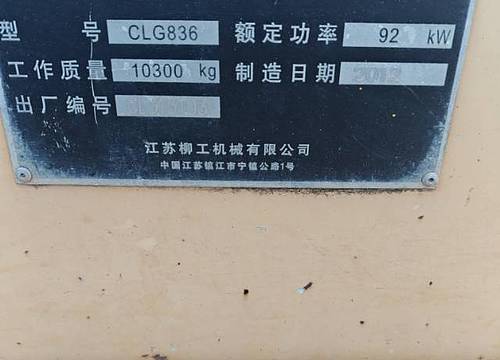 型 号 CLG836 额定功率 92 kW
工作质量 10300 kg 制造日期 2012
出厂编号
江苏柳工机械有限公司
中国江苏镇江市宁镇公路1号